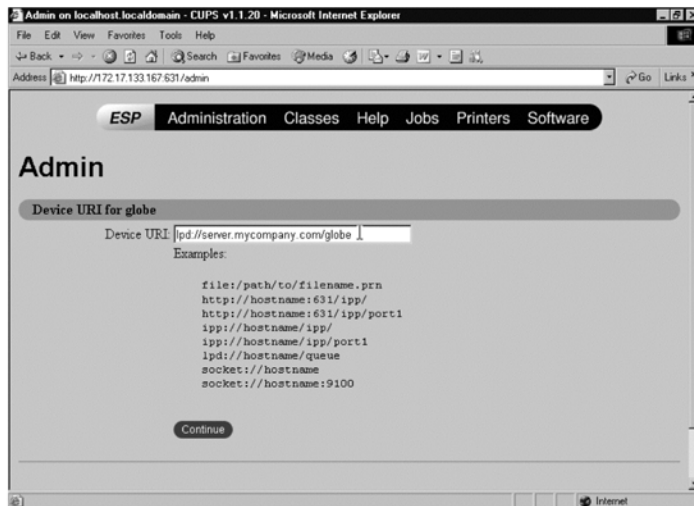 Admin on localhost.localdomain - CUPS v1.1.20 - Microsoft Internet Explorer
File Edit View Favorites Tools Help
Back Search Favorites Media
Address http://172.17.133.167.631/admin Go Links
ESP Administration Classes Help Jobs Printers Software
Admin
Device URI for globe
Device URI: lpd://server.mycompany.com/globe
Examples:
file:/path/to/filename.prn
http://hostname:631/ipp/
http://hostname:631/ipp/port1
ipp://hostname/ipp/
ipp://hostname/ipp/port1
lpd://hostname/queue
socket://hostname
socket://hostname:9100
Continue
Internet